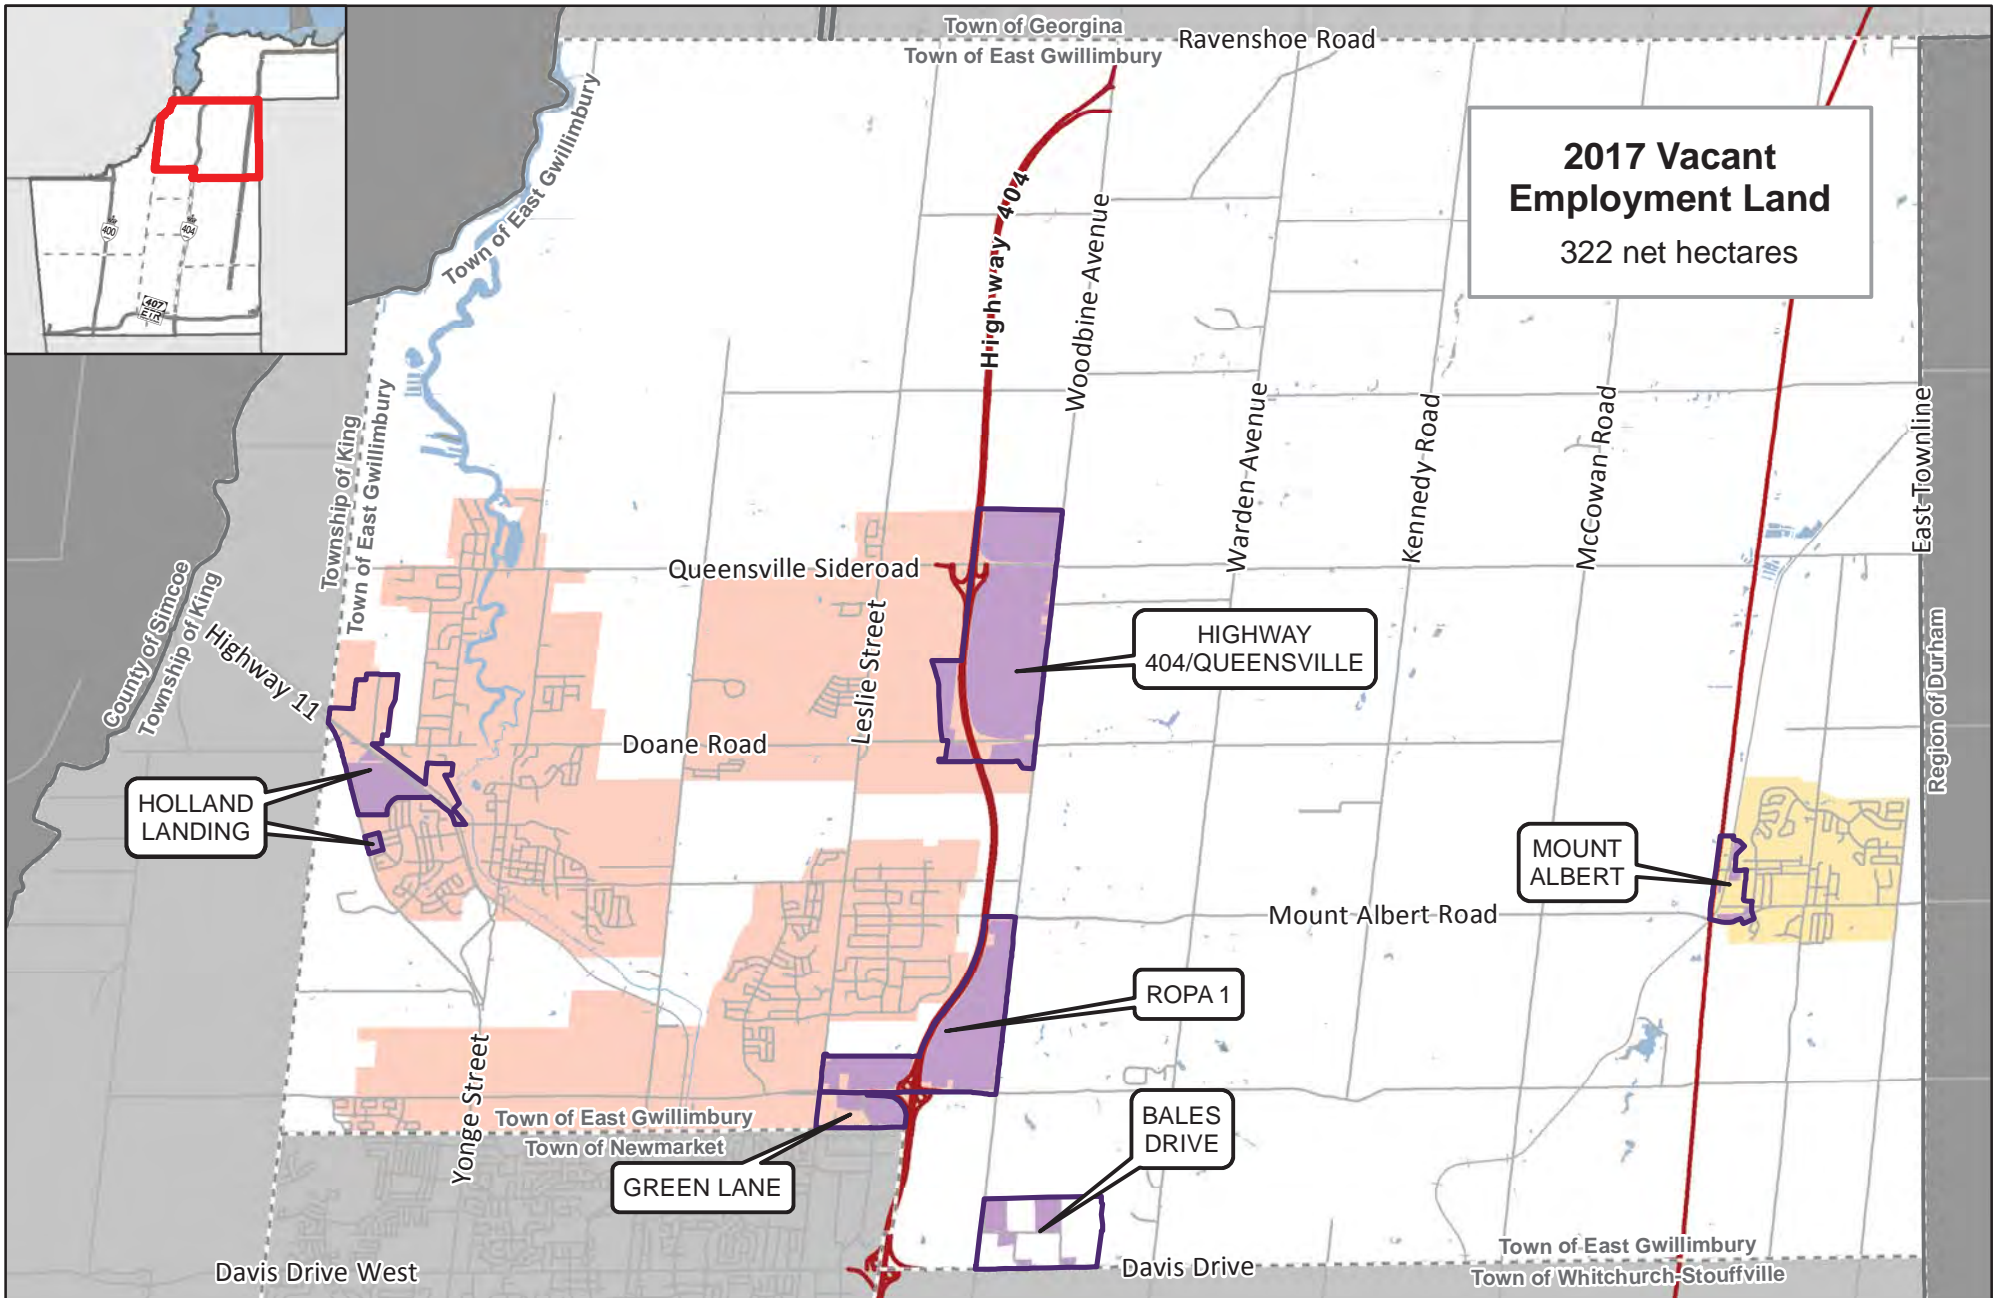 Town of Georgina
Town of East Gwillimbury
Ravenshoe Road
2017 Vacant
Employment Land
322 net hectares
400
404
407
ETR
Town of East Gwillimbury
Highway 404
Woodbine Avenue
Township of King
Town of East Gwillimbury
Warden Avenue
Kennedy Road
McCowan Road
East Townline
County of Simcoe
Township of King
Highway 11
Queensville Sideroad
Leslie Street
HIGHWAY
404/QUEENSVILLE
Region of Durham
Doane Road
HOLLAND
LANDING
MOUNT
ALBERT
Mount Albert Road
ROPA 1
Yonge Street
Town of East Gwillimbury
Town of Newmarket
BALES
DRIVE
GREEN LANE
Davis Drive West
Davis Drive
Town of East Gwillimbury
Town of Whitchurch-Stouffville